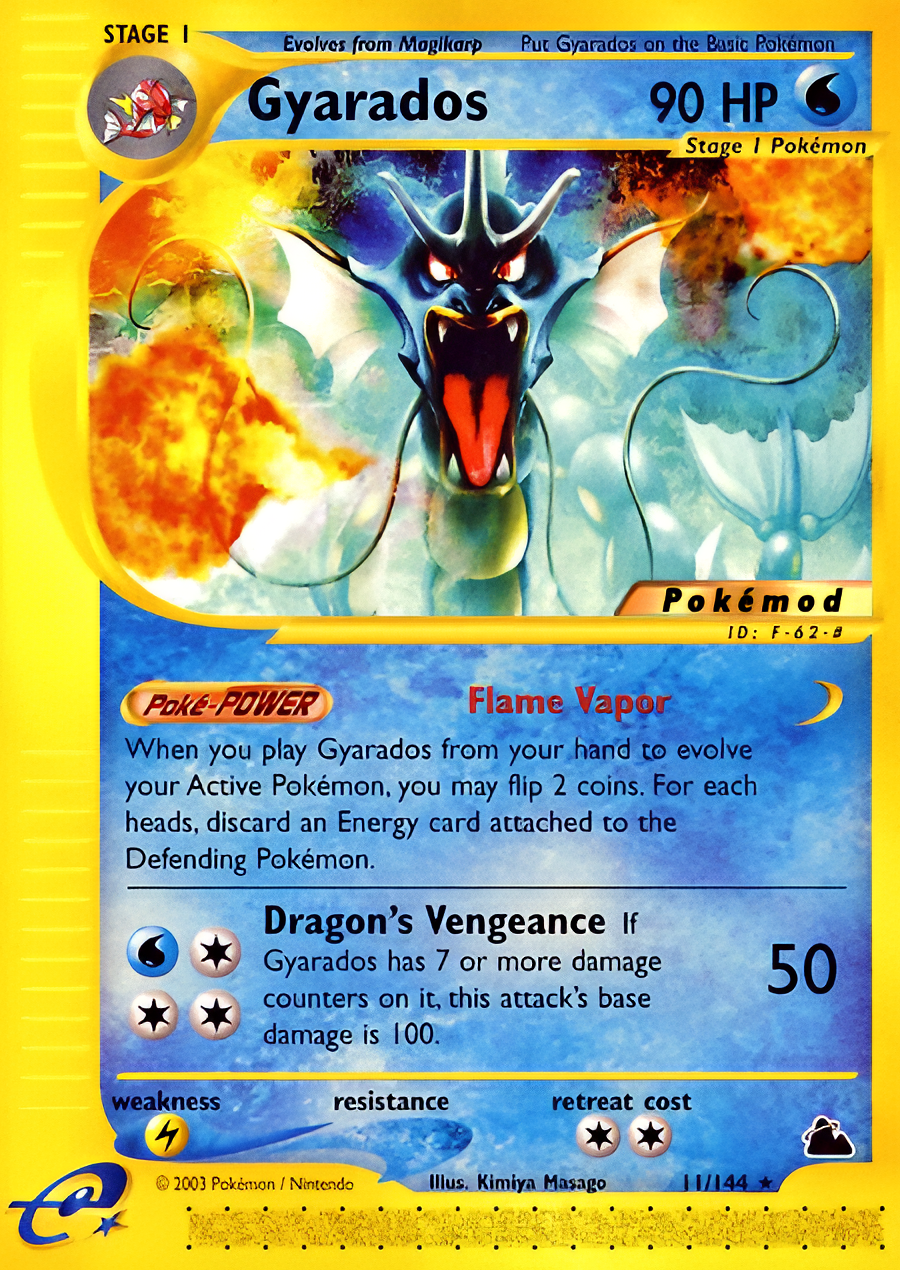 STAGE 1
Evolves from Magikarp Put Gyarados on the Basic Pokémon
Gyarados 90 HP
Stage 1 Pokémon
Pokémod
ID: F-62-8
Poké-POWER Flame Vapor
When you play Gyarados from your hand to evolve
your Active Pokémon, you may flip 2 coins. For each
heads, discard an Energy card attached to the
Defending Pokémon.
Dragon's Vengeance If
Gyarados has 7 or more damage
counters on it, this attack's base
damage is 100.
50
weakness resistance retreat cost
© 2003 Pokémon / Nintendo Illus. Kimiya Masago 11/144